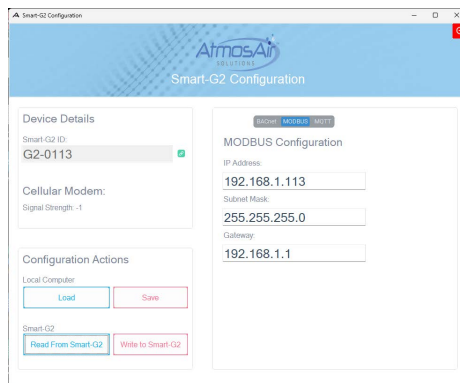 Smart-G2 Configuration
AtmosAir
SOLUTIONS
Smart-G2 Configuration
Device Details
Smart-G2 ID:
G2-0113
Cellular Modem:
Signal Strength: -1
Configuration Actions
Local Computer
Load Save
Smart-G2
Read From Smart-G2 Write to Smart-G2
BACnet MODBUS MQTT
MODBUS Configuration
IP Address:
192.168.1.113
Subnet Mask:
255.255.255.0
Gateway:
192.168.1.1